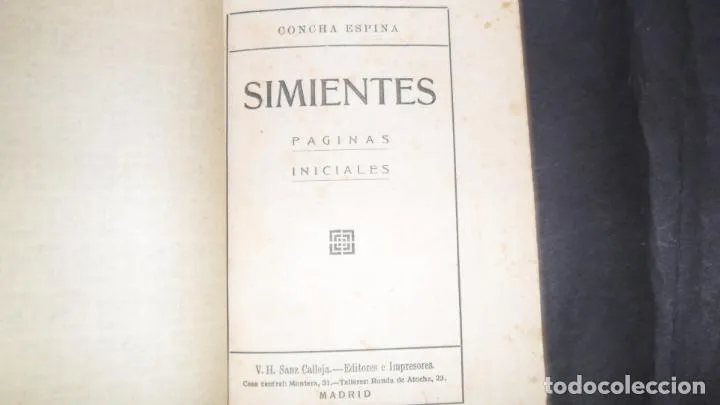 CONCHA ESPINA
SIMIENTES
PAGINAS
INICIALES
V. H. Sanz Calleja.—Editores e Impresores.
Casa central: Montera, 31.—Talleres: Ronda de Atocha, 23.
MADRID
todocoleccion